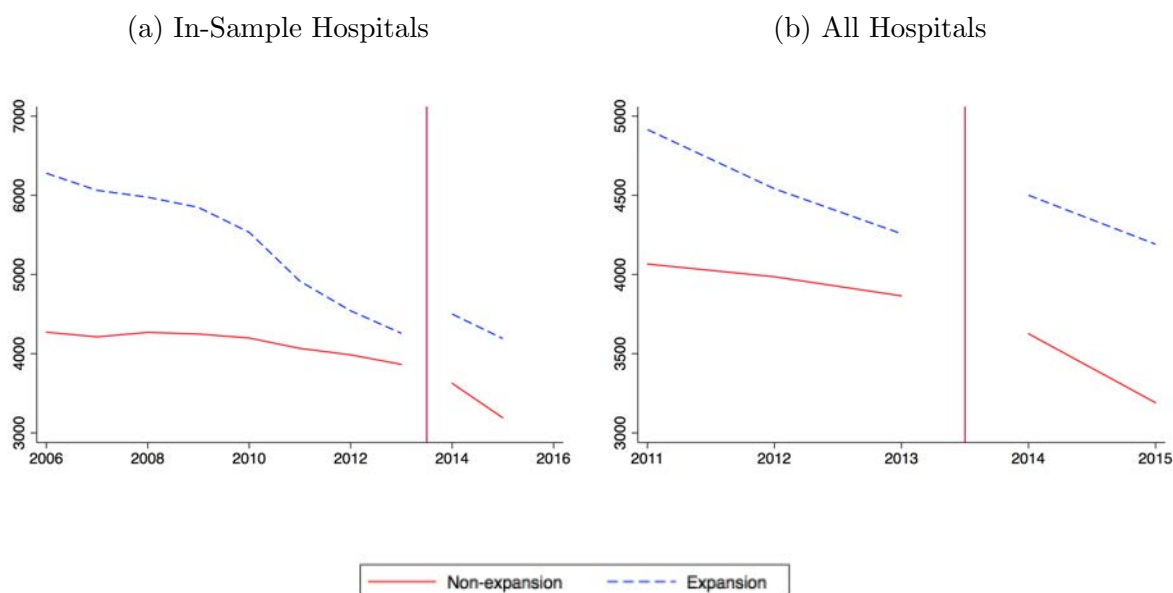 (a) In-Sample Hospitals
(b) All Hospitals
7000
6000
5000
4000
3000
2006 2008 2010 2012 2014 2016
5000
4500
4000
3500
3000
2011 2012 2013 2014 2015
Non-expansion Expansion